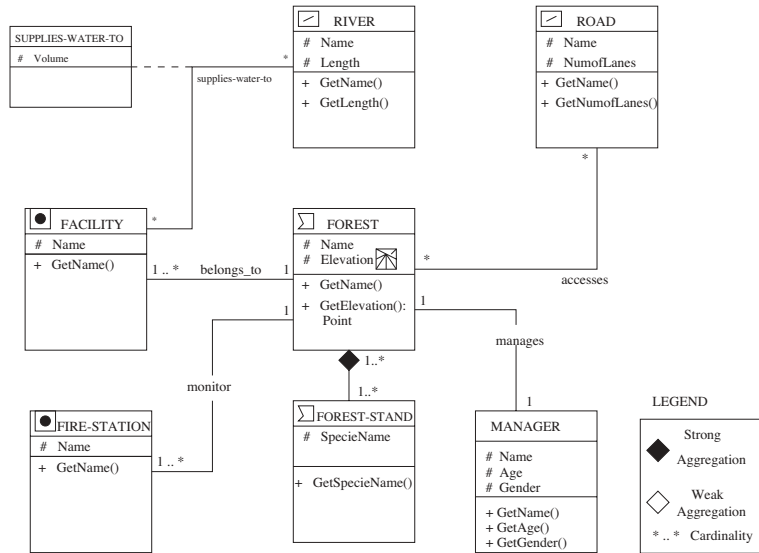 RIVER
# Name
# Length
+ GetName()
+ GetLength()
ROAD
# Name
# NumofLanes
+ GetName()
+ GetNumofLanes()
SUPPLIES-WATER-TO
# Volume
*
supplies-water-to
*
*
FACILITY
# Name
+ GetName()
1 .. *
belongs_to
1
FOREST
# Name
# Elevation
+ GetName()
+ GetElevation():
Point
*
accesses
1
manages
1
1
monitor
1 .. *
1..*
1..*
FIRE-STATION
# Name
+ GetName()
FOREST-STAND
# SpecieName
+ GetSpecieName()
MANAGER
# Name
# Age
# Gender
+ GetName()
+ GetAge()
+ GetGender()
LEGEND
Strong
Aggregation
Weak
Aggregation
* .. * Cardinality